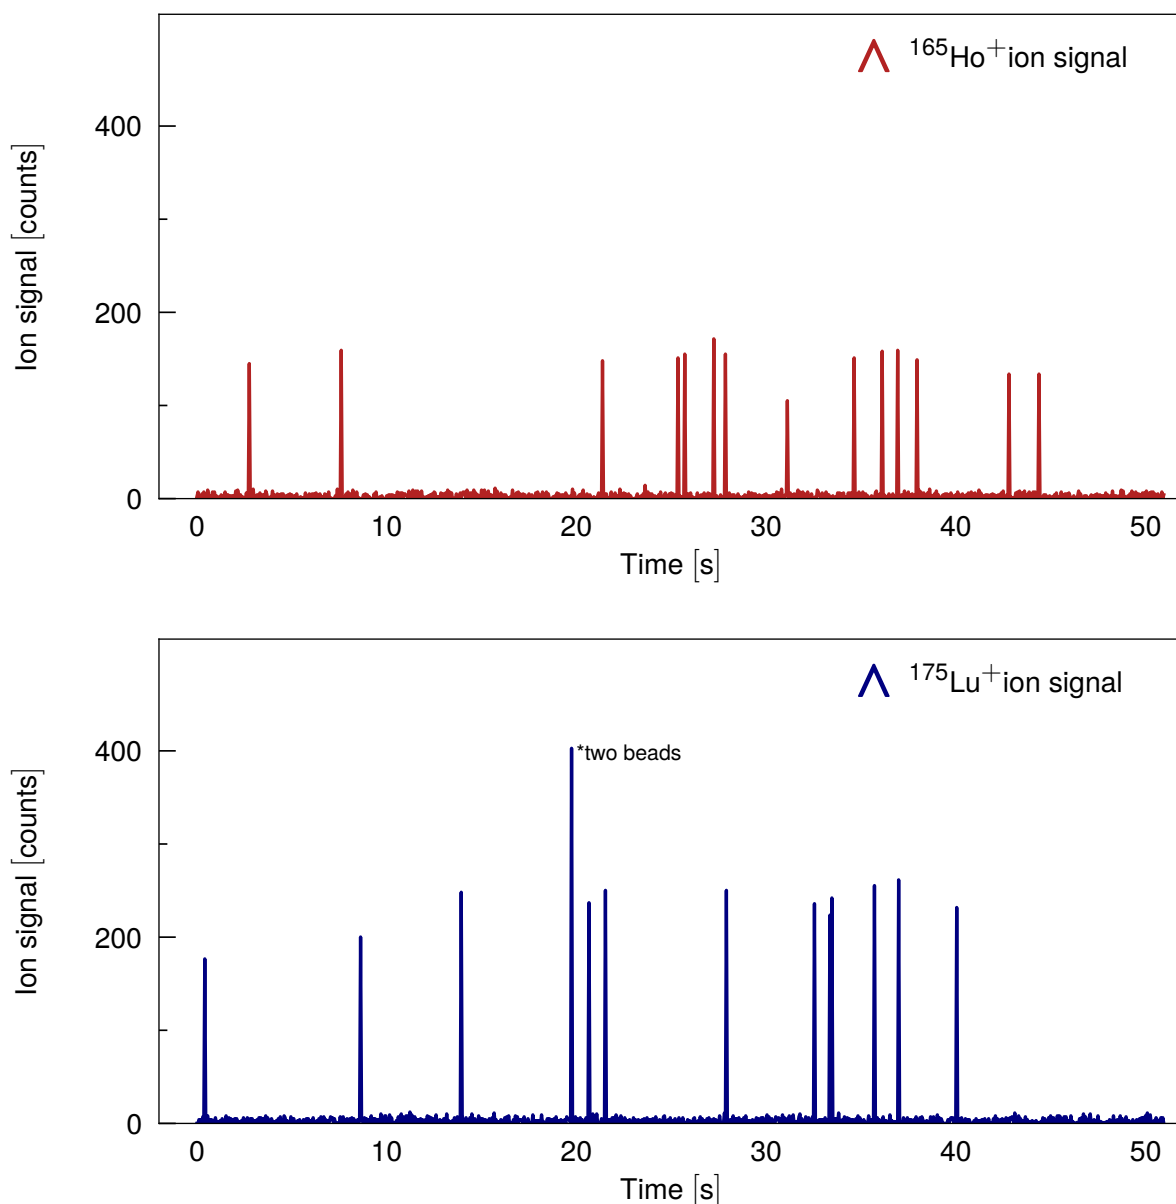 ¹⁶⁵Ho⁺ion signal
Ion signal [counts]
400
200
0
0 10 20 30 40 50
Time [s]
¹⁷⁵Lu⁺ion signal
*two beads
Ion signal [counts]
400
200
0
0 10 20 30 40 50
Time [s]